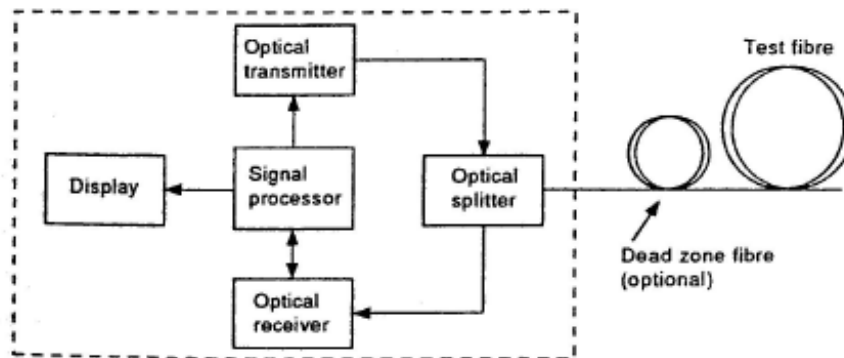 Optical
transmitter
Test fibre
Display
Signal
processor
Optical
splitter
Dead zone fibre
(optional)
Optical
receiver